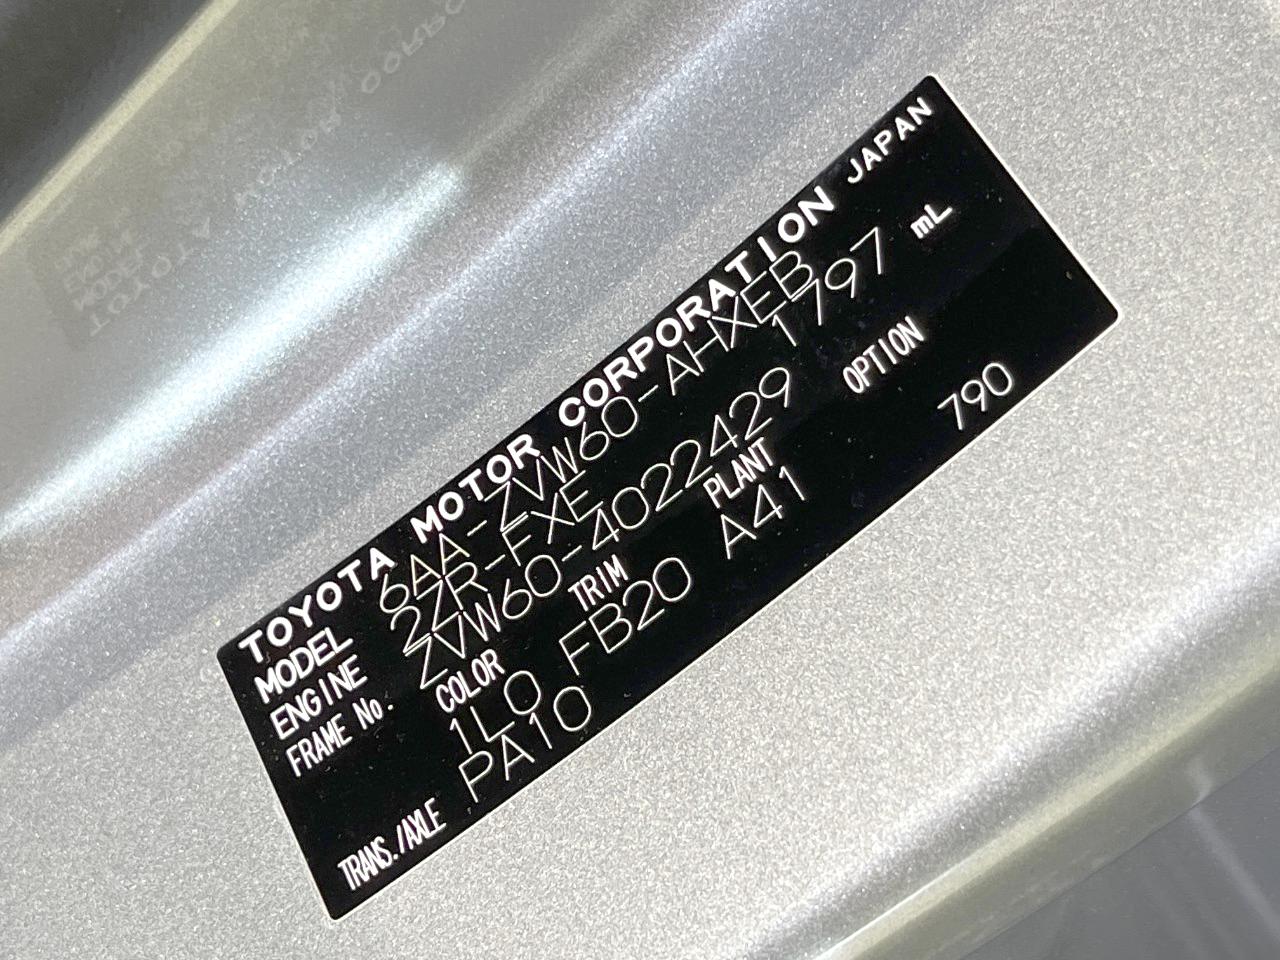 TOYOTA MOTOR CORPORATION JAPAN
MODEL 6AA-ZVW60-AHXEB
ENGINE 2ZR-FXE 1797 mL
FRAME No. ZVW60-4022429
COLOR TRIM PLANT OPTION
1L0 FB20 A41 790
TRANS./AXLE PA10